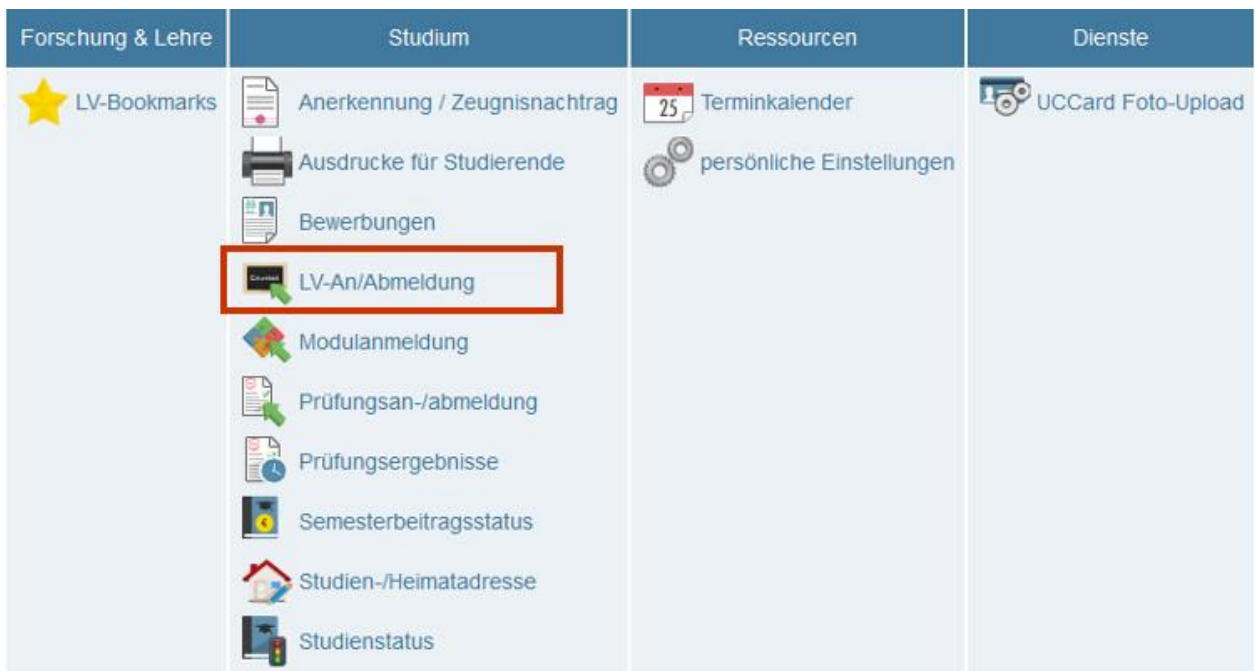 Forschung & Lehre
Studium
Ressourcen
Dienste
LV-Bookmarks
Anerkennung / Zeugnisnachtrag
25
Terminkalender
UCCard Foto-Upload
Ausdrucke für Studierende
persönliche Einstellungen
Bewerbungen
LV-An/Abmeldung
Modulanmeldung
Prüfungsan-/abmeldung
Prüfungsergebnisse
Semesterbeitragsstatus
Studien-/Heimatadresse
Studienstatus